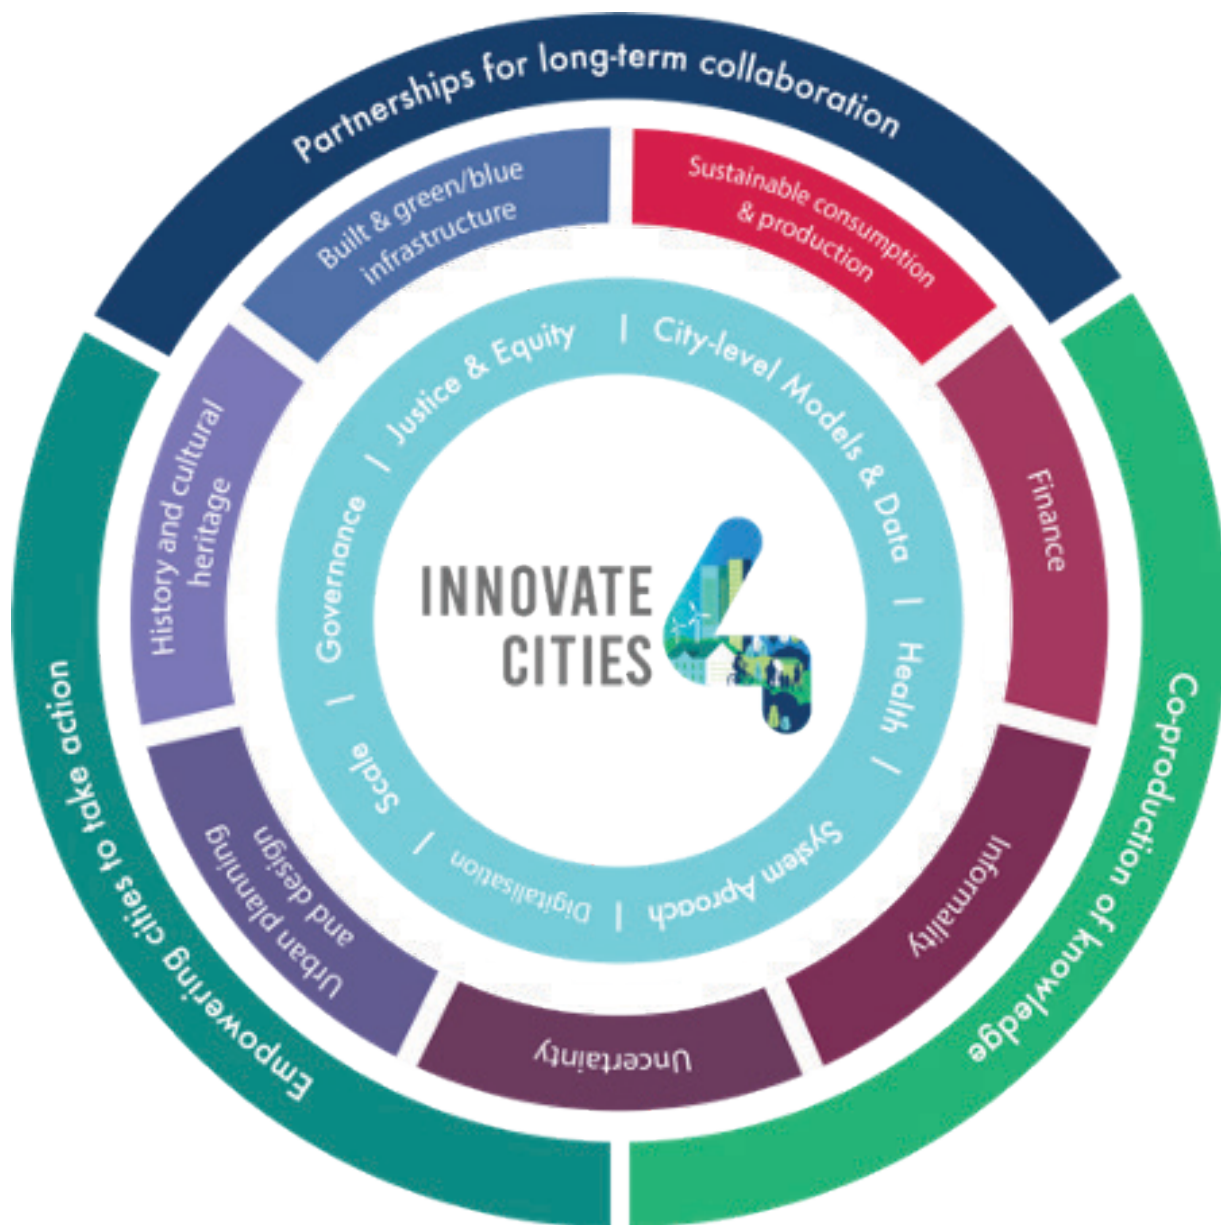 Partnerships for long-term collaboration
Co-production of knowledge
Empowering cities to take action
Built & green/blue
infrastructure
Sustainable consumption
& production
Finance
Informality
Uncertainty
Urban planning
and design
History and cultural
heritage
Justice & Equity | City-level Models & Data | Health | System Aproach | Digitalisation | Scale | Governance |
INNOVATE
CITIES
4